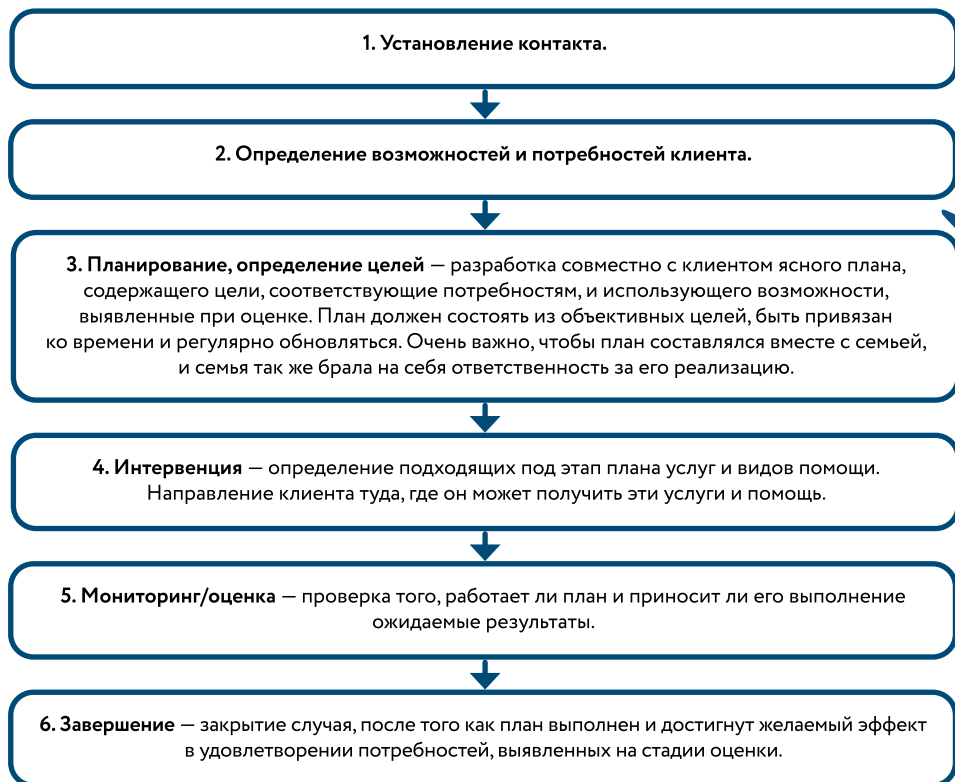 1. Установление контакта.
2. Определение возможностей и потребностей клиента.
3. Планирование, определение целей — разработка совместно с клиентом ясного плана,
содержащего цели, соответствующие потребностям, и использующего возможности,
выявленные при оценке. План должен состоять из объективных целей, быть привязан
ко времени и регулярно обновляться. Очень важно, чтобы план составлялся вместе с семьей,
и семья так же брала на себя ответственность за его реализацию.
4. Интервенция — определение подходящих под этап плана услуг и видов помощи.
Направление клиента туда, где он может получить эти услуги и помощь.
5. Мониторинг/оценка — проверка того, работает ли план и приносит ли его выполнение
ожидаемые результаты.
6. Завершение — закрытие случая, после того как план выполнен и достигнут желаемый эффект
в удовлетворении потребностей, выявленных на стадии оценки.